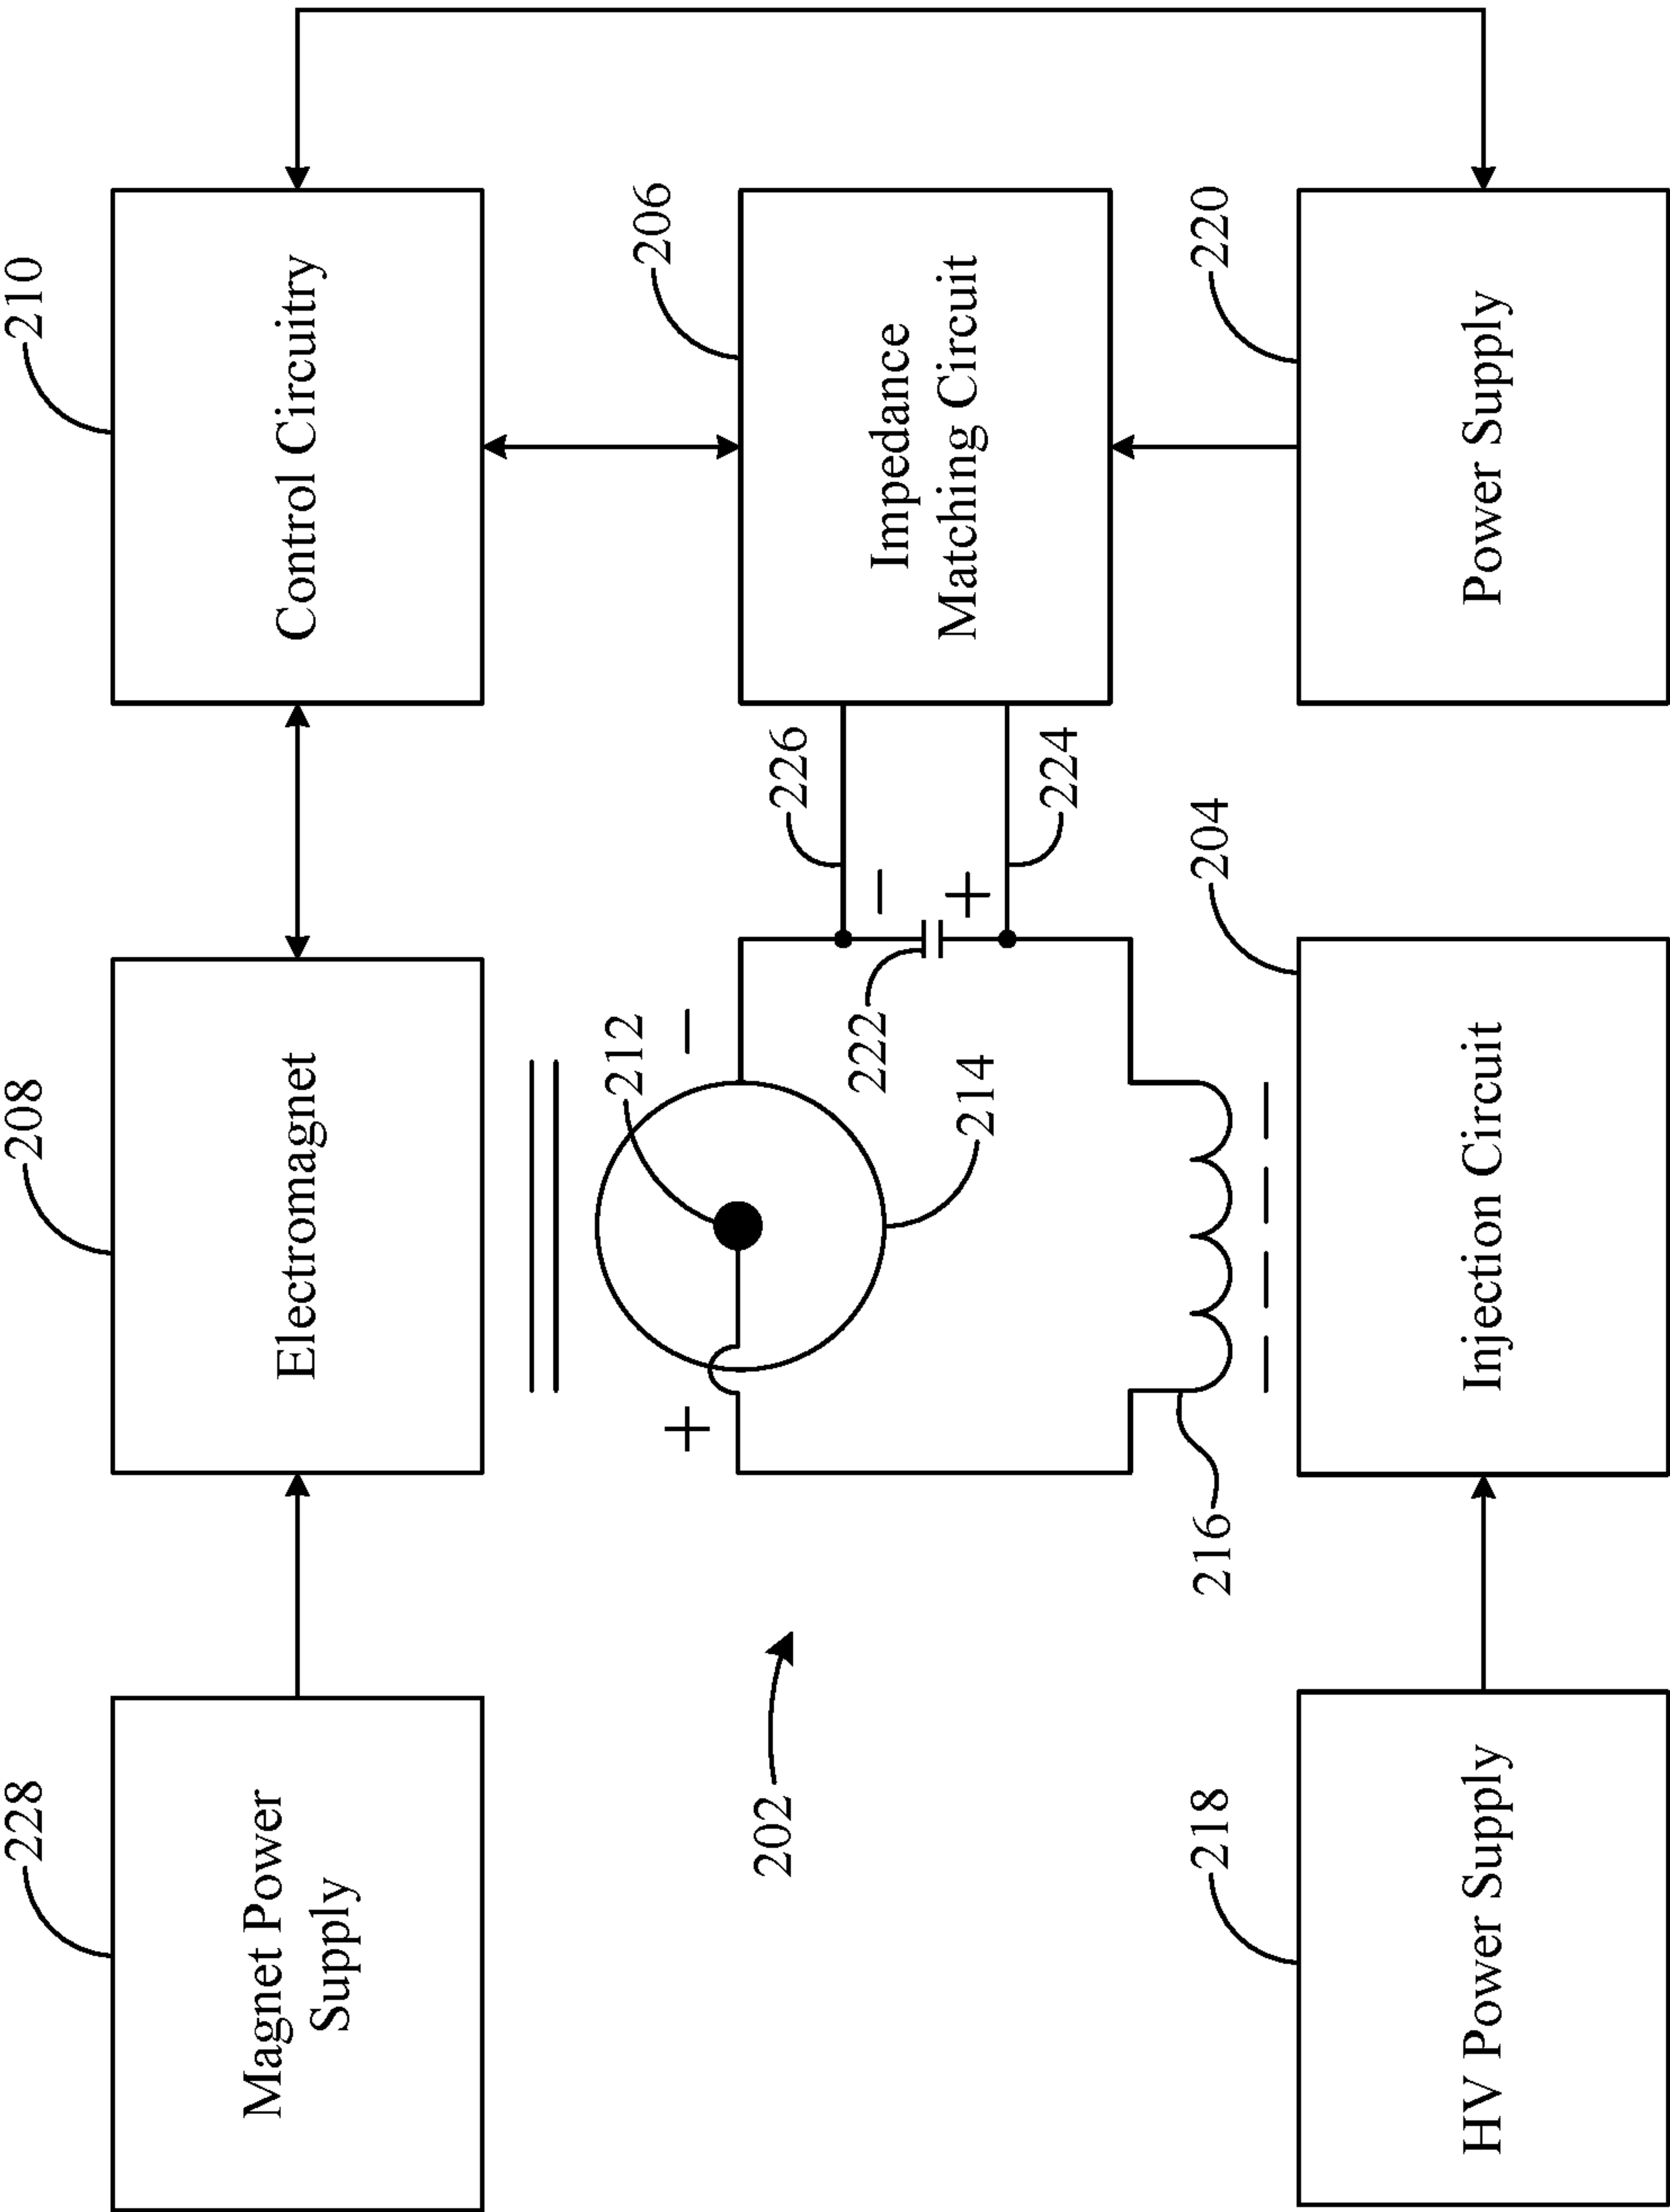 228
208
210
Magnet Power
Supply
Electromagnet
Control Circuitry
212
206
+
−
202
226
222
−
+
Impedance
Matching Circuit
214
224
216
218
204
220
HV Power Supply
Injection Circuit
Power Supply